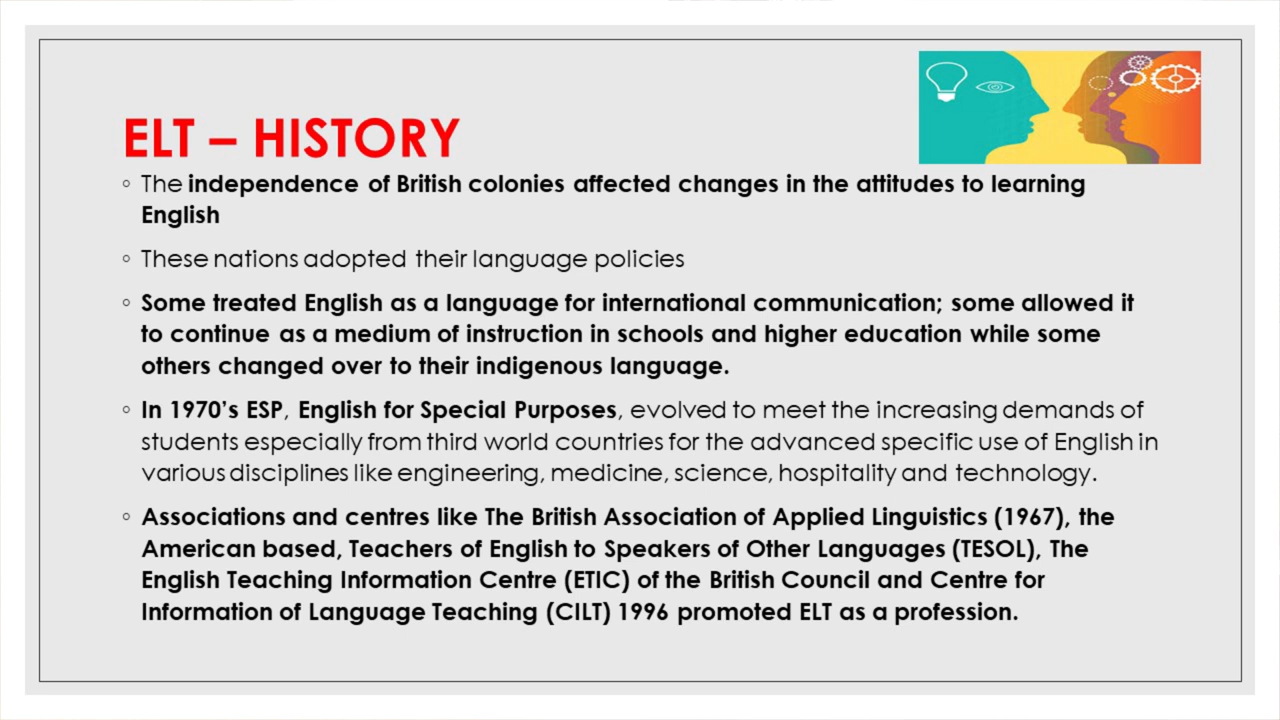 ELT – HISTORY
◦ The independence of British colonies affected changes in the attitudes to learning
English
◦ These nations adopted their language policies
◦ Some treated English as a language for international communication; some allowed it
to continue as a medium of instruction in schools and higher education while some
others changed over to their indigenous language.
◦ In 1970’s ESP, English for Special Purposes, evolved to meet the increasing demands of
students especially from third world countries for the advanced specific use of English in
various disciplines like engineering, medicine, science, hospitality and technology.
◦ Associations and centres like The British Association of Applied Linguistics (1967), the
American based, Teachers of English to Speakers of Other Languages (TESOL), The
English Teaching Information Centre (ETIC) of the British Council and Centre for
Information of Language Teaching (CILT) 1996 promoted ELT as a profession.